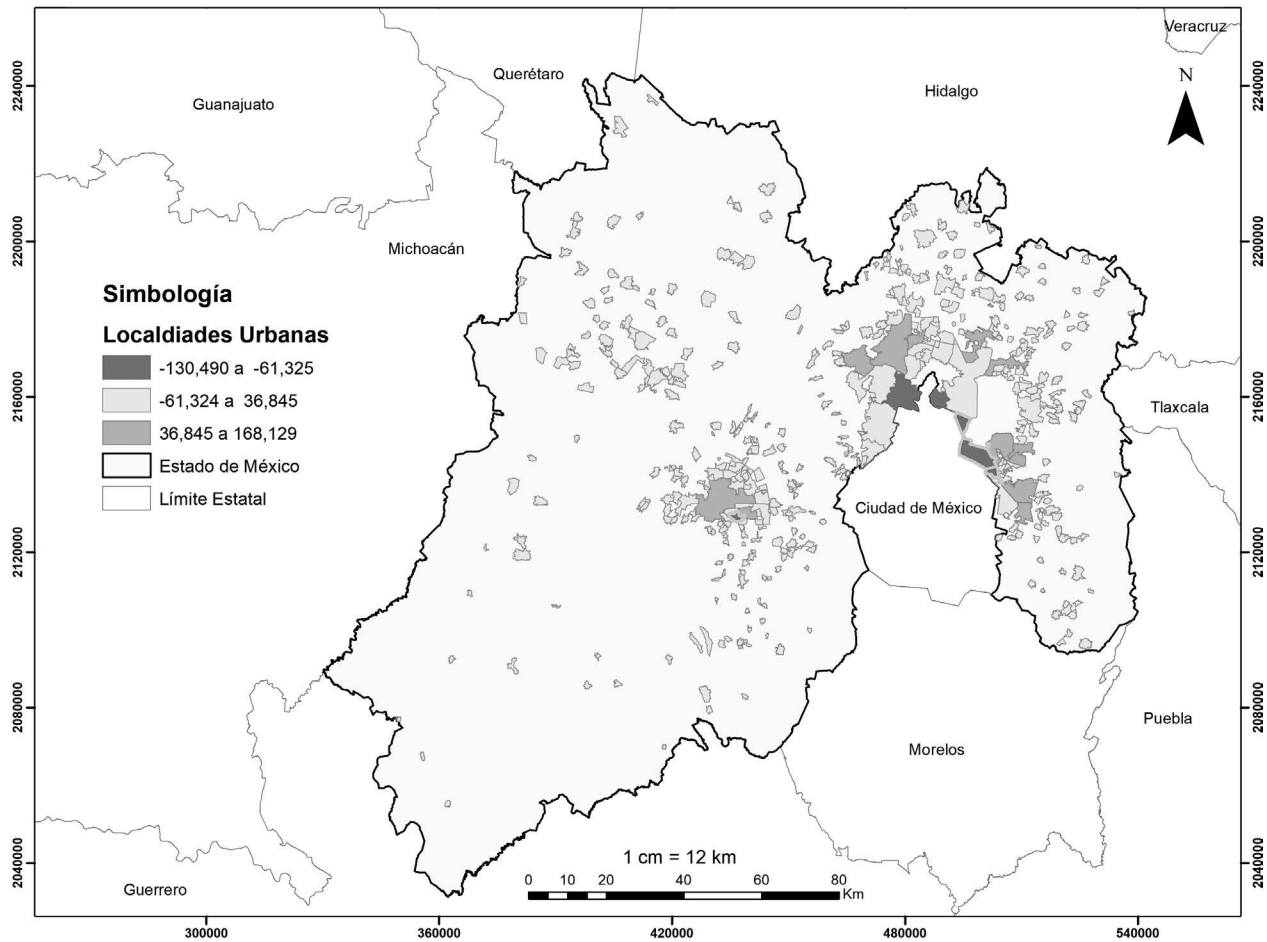 Veracruz
Querétaro
Guanajuato
Hidalgo
N
Michoacán
Simbología
Localdiades Urbanas
-130,490 a -61,325
-61,324 a 36,845
36,845 a 168,129
Estado de México
Límite Estatal
Tlaxcala
Ciudad de México
Puebla
Morelos
Guerrero
1 cm = 12 km
0 10 20 40 60 80
Km
2240000
2200000
2160000
2120000
2080000
2040000
2240000
2200000
2160000
2120000
2080000
2040000
300000 360000 420000 480000 540000